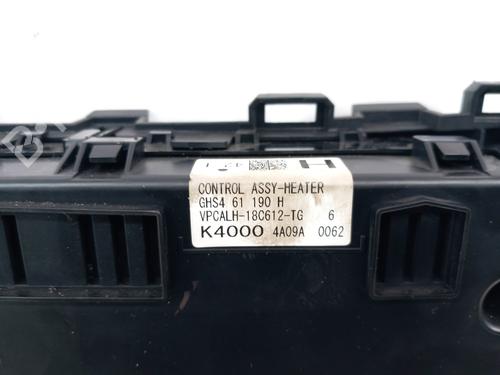 H
CONTROL ASSY-HEATER
GHS4 61 190 H
VPCALH-18C612-TG 6
K4000 4A09A 0062